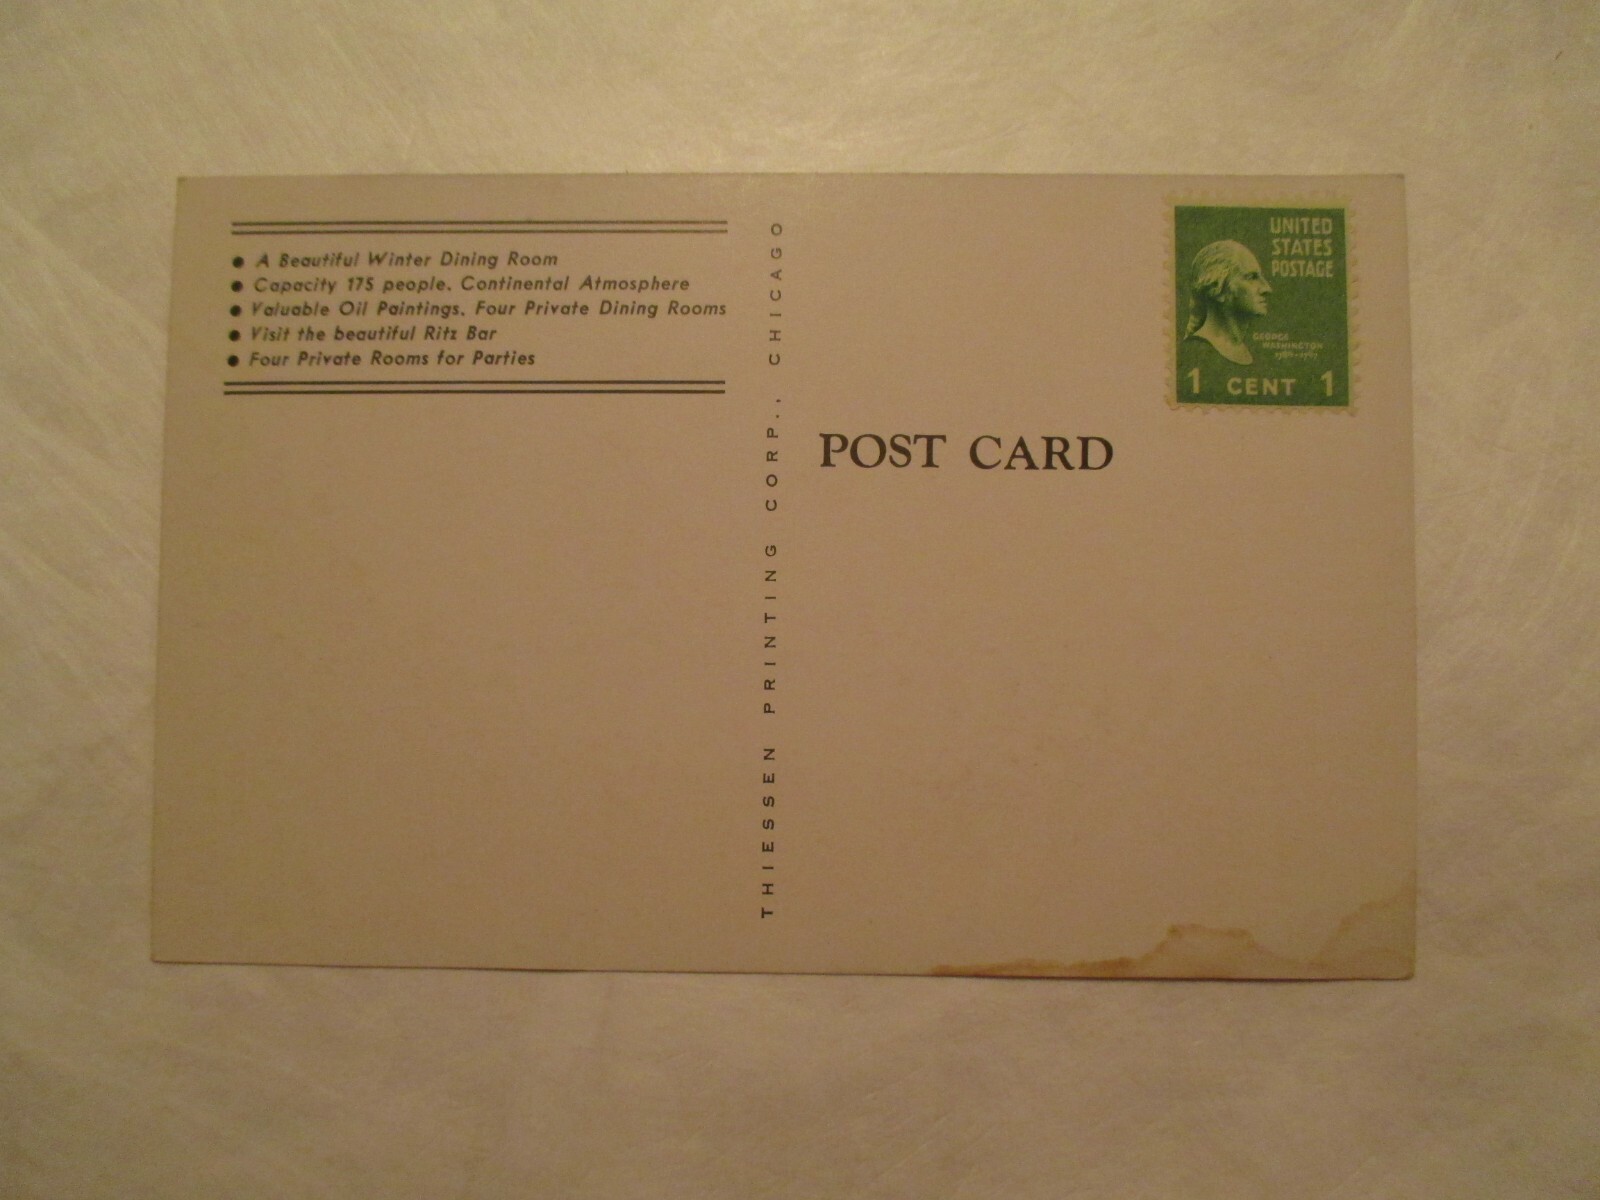 ● A Beautiful Winter Dining Room
● Capacity 175 people. Continental Atmosphere
● Valuable Oil Paintings. Four Private Dining Rooms
● Visit the beautiful Ritz Bar
● Four Private Rooms for Parties
THIESSEN PRINTING CORP., CHICAGO
POST CARD
UNITED
STATES
POSTAGE
GEORGE
WASHINGTON
1 CENT 1